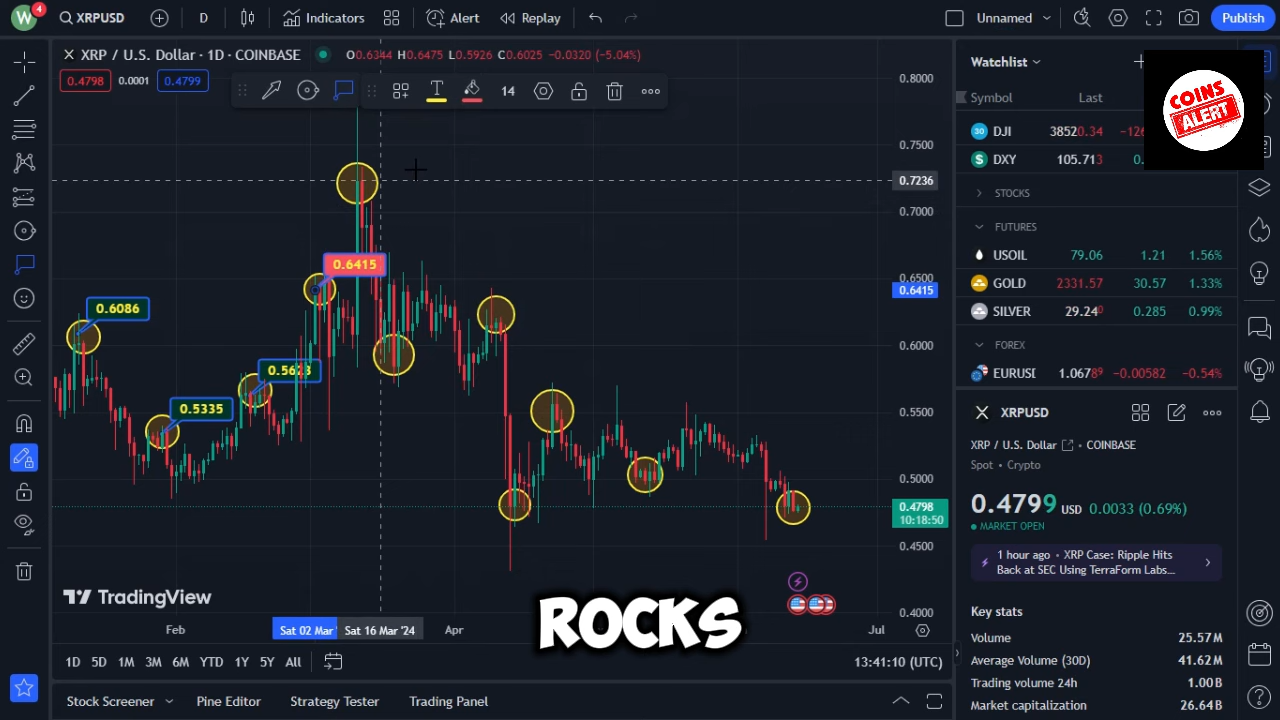 W 4 XRPUSD D Indicators Alert Replay Unnamed Publish
XRP / U.S. Dollar · 1D · COINBASE O0.6344 H0.6475 L0.5926 C0.6025 −0.0320 (−5.04%)
0.4798 0.0001 0.4799
T 14
0.8000
0.7500
0.7236
0.7000
0.6500
0.6415
0.6000
0.5500
0.5000
0.4798
10:18:50
0.4500
0.4000
0.6415
0.6086
0.5335
TradingView
ROCKS
Feb Sat 02 Mar Sat 16 Mar '24 Apr Jul
1D 5D 1M 3M 6M YTD 1Y 5Y All 13:41:10 (UTC)
Stock Screener Pine Editor Strategy Tester Trading Panel
Watchlist
COINS
ALERT
Symbol Last
30 DJI 38520.34
$ DXY 105.713
STOCKS
FUTURES
USOIL 79.06 1.21 1.56%
GOLD 2331.57 30.57 1.33%
SILVER 29.240 0.285 0.99%
FOREX
EURUSD 1.06789 −0.00582 −0.54%
XRPUSD
XRP / U.S. Dollar • COINBASE
Spot • Crypto
0.4799 USD 0.0033 (0.69%)
MARKET OPEN
1 hour ago • XRP Case: Ripple Hits
Back at SEC Using TerraForm Labs...
Key stats
Volume 25.57M
Average Volume (30D) 41.62M
Trading volume 24h 1.00B
Market capitalization 26.64B